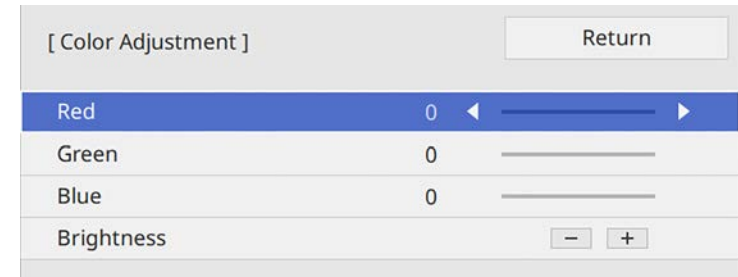 [ Color Adjustment ] Return
Red 0
Green 0
Blue 0
Brightness − +